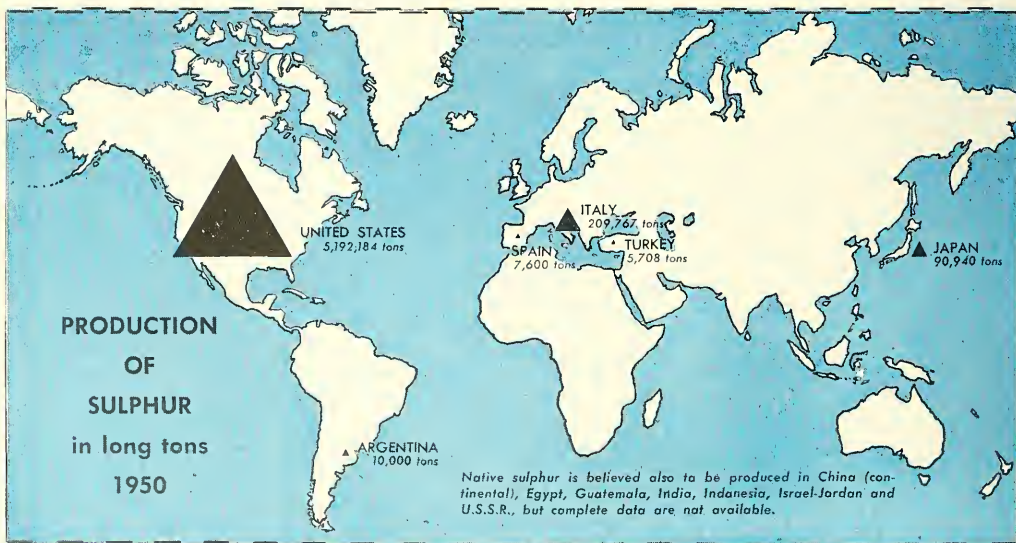 UNITED STATES
5,192,184 tons
ITALY
209,767 tons
SPAIN
7,600 tons
TURKEY
5,708 tons
JAPAN
90,940 tons
PRODUCTION
OF
SULPHUR
in long tons
1950
ARGENTINA
10,000 tons
Native sulphur is believed also to be produced in China (con-
tinental), Egypt, Guatemala, India, Indanesia, Israel-Jordan and
U.S.S.R., but complete data are not available.